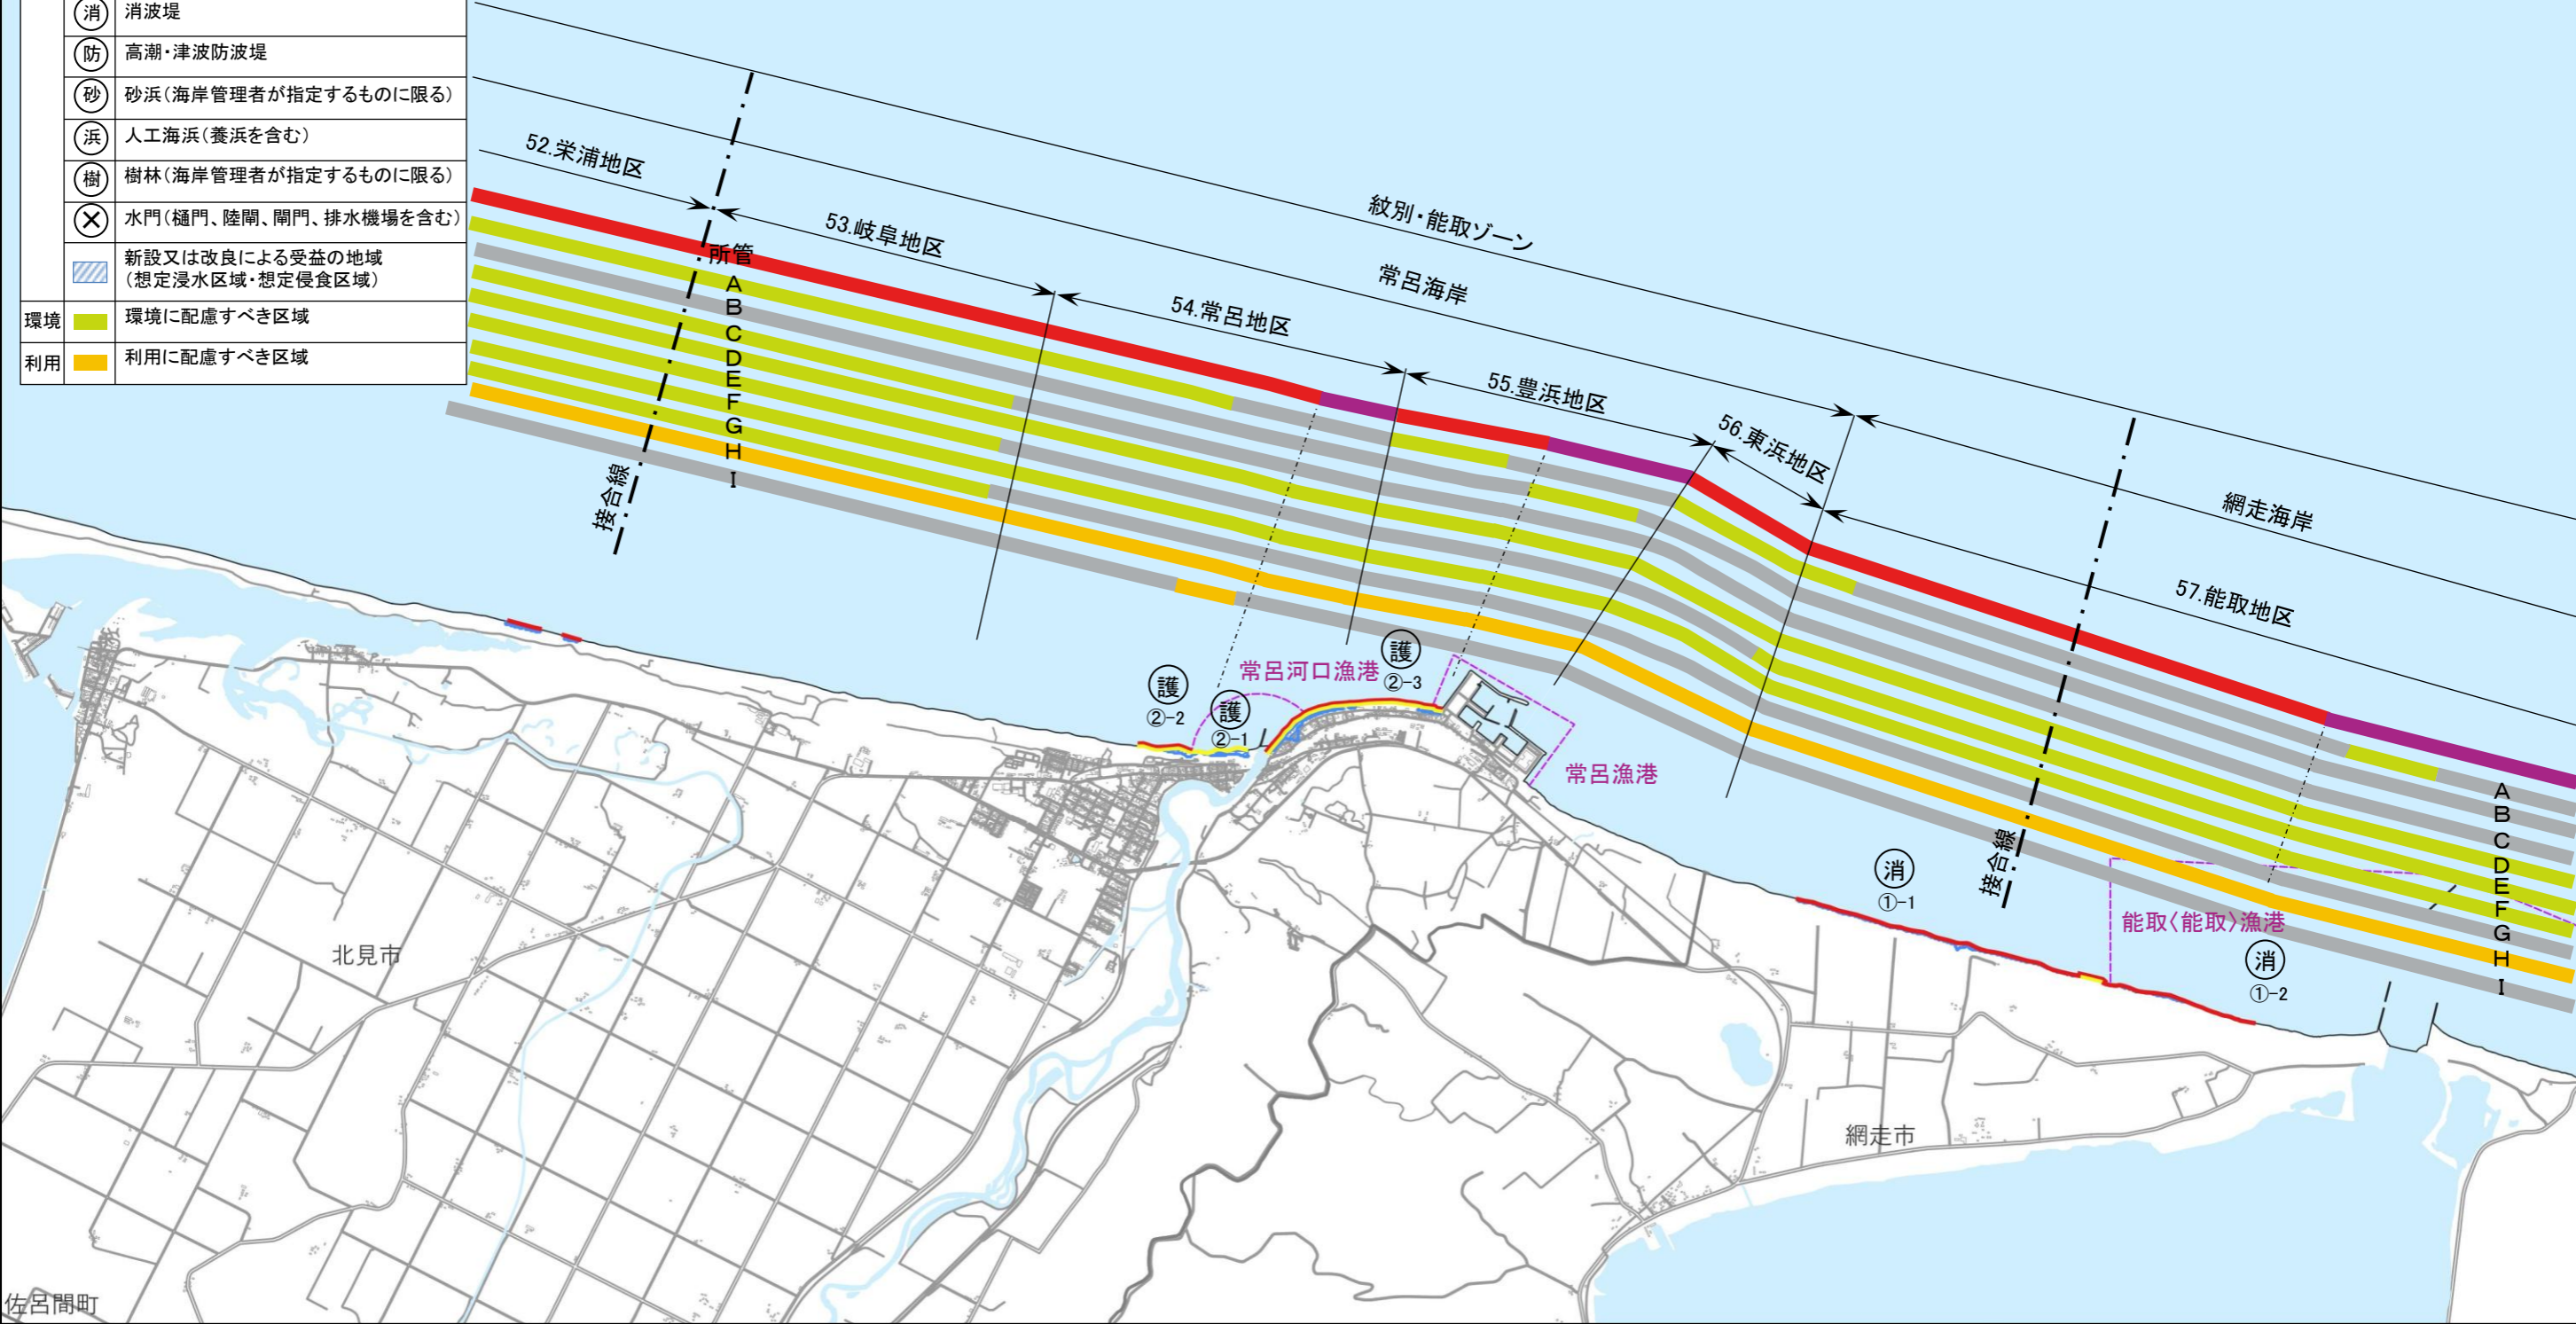 消 消波堤
防 高潮・津波防波堤
砂 砂浜(海岸管理者が指定するものに限る)
浜 人工海浜(養浜を含む)
樹 樹林(海岸管理者が指定するものに限る)
水門(樋門、陸閘、閘門、排水機場を含む)
新設又は改良による受益の地域
(想定浸水区域・想定侵食区域)
環境 環境に配慮すべき区域
利用 利用に配慮すべき区域
紋別・能取ゾーン
常呂海岸
網走海岸
52.栄浦地区
53.岐阜地区
54.常呂地区
55.豊浜地区
56.東浜地区
57.能取地区
所管
A
B
C
D
E
F
G
H
I
接合線
護
②-2
護
②-1
常呂河口漁港
護
②-3
常呂漁港
消
①-1
接合線
能取〈能取〉漁港
消
①-2
A
B
C
D
E
F
G
H
I
北見市
網走市
佐呂間町